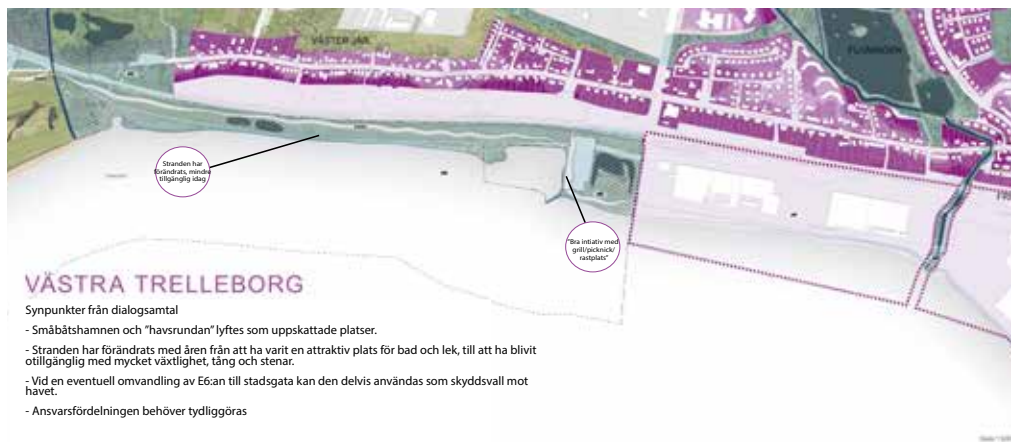 VÄSTER JÄR
Stranden har
förändrats, mindre
tillgänglig idag
"Bra intiativ med
grill/picknick/
rastplats"
VÄSTRA TRELLEBORG
Synpunkter från dialogsamtal
- Småbåtshamnen och "havsrundan" lyftes som uppskattade platser.
- Stranden har förändrats med åren från att ha varit en attraktiv plats för bad och lek, till att ha blivit
otillgänglig med mycket växtlighet, tång och stenar.
- Vid en eventuell omvandling av E6:an till stadsgata kan den delvis användas som skyddsvall mot
havet.
- Ansvarsfördelningen behöver tydliggöras